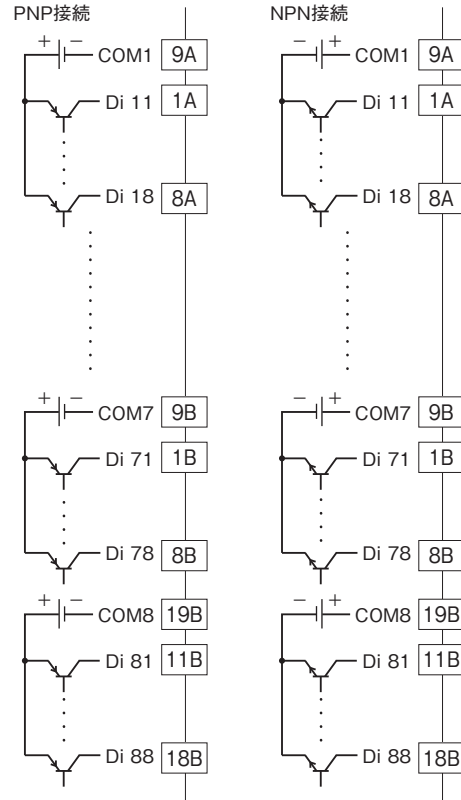 PNP接続
+ − COM1 9A
Di 11 1A
Di 18 8A
+ − COM7 9B
Di 71 1B
Di 78 8B
+ − COM8 19B
Di 81 11B
Di 88 18B
NPN接続
− + COM1 9A
Di 11 1A
Di 18 8A
− + COM7 9B
Di 71 1B
Di 78 8B
− + COM8 19B
Di 81 11B
Di 88 18B